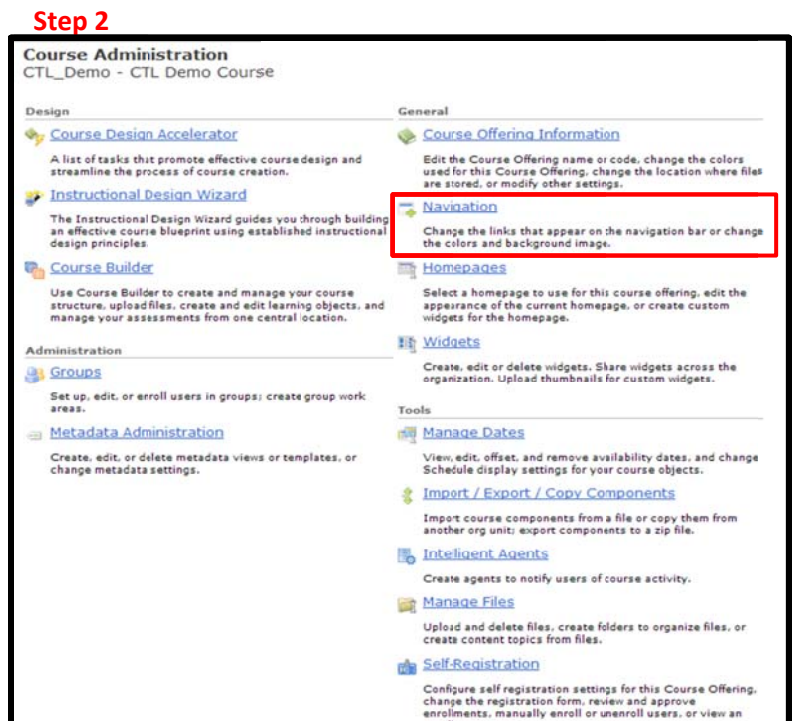 Step 2
Course Administration
CTL_Demo - CTL Demo Course
Design
Course Design Accelerator
A list of tasks that promote effective course design and
streamline the process of course creation.
Instructional Design Wizard
The Instructional Design Wizard guides you through building
an effective course blueprint using established instructional
design principles.
Course Builder
Use Course Builder to create and manage your course
structure, upload files, create and edit learning objects, and
manage your assessments from one central location.
Administration
Groups
Set up, edit, or enroll users in groups; create group work
areas.
Metadata Administration
Create, edit, or delete metadata views or templates, or
change metadata settings.
General
Course Offering Information
Edit the Course Offering name or code, change the colors
used for this Course Offering, change the location where files
are stored, or modify other settings.
Navigation
Change the links that appear on the navigation bar or change
the colors and background image.
Homepages
Select a homepage to use for this course offering, edit the
appearance of the current homepage, or create custom
widgets for the homepage.
Widgets
Create, edit or delete widgets. Share widgets across the
organization. Upload thumbnails for custom widgets.
Tools
Manage Dates
View, edit, offset, and remove availability dates, and change
Schedule display settings for your course objects.
Import / Export / Copy Components
Import course components from a file or copy them from
another org unit; export components to a zip file.
Intelligent Agents
Create agents to notify users of course activity.
Manage Files
Upload and delete files, create folders to organize files, or
create content topics from files.
Self-Registration
Configure self registration settings for this Course Offering,
change the registration form, review and approve
enrollments, manually enroll or unenroll users, or view an